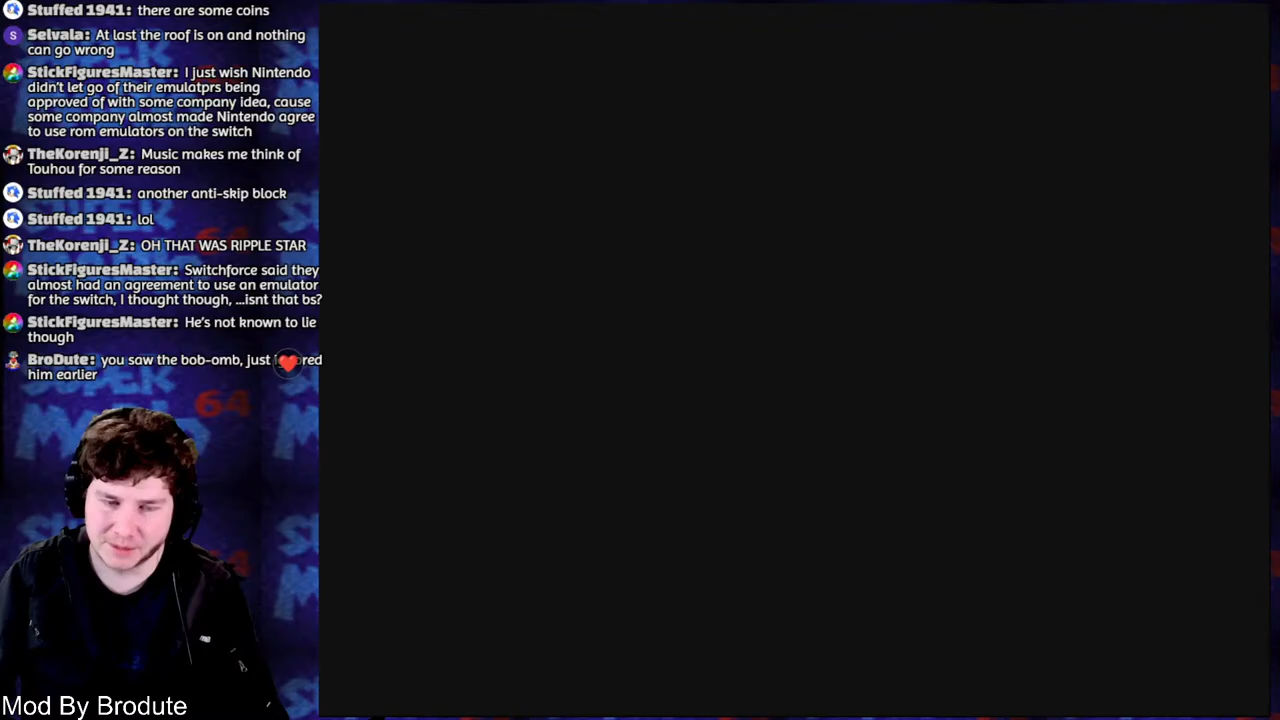 Stuffed 1941: there are some coins
S Selvala: At last the roof is on and nothing
can go wrong
StickFiguresMaster: I just wish Nintendo
didn't let go of their emulatprs being
approved of with some company idea, cause
some company almost made Nintendo agree
to use rom emulators on the switch
TheKorenji_Z: Music makes me think of
Touhou for some reason
Stuffed 1941: another anti-skip block
Stuffed 1941: lol
TheKorenji_Z: OH THAT WAS RIPPLE STAR
StickFiguresMaster: Switchforce said they
almost had an agreement to use an emulator
for the switch, I thought though, ...isnt that bs?
StickFiguresMaster: He's not known to lie
though
BroDute: you saw the bob-omb, just
him earlier
SUPER
MARIO 64
Mod By Brodute